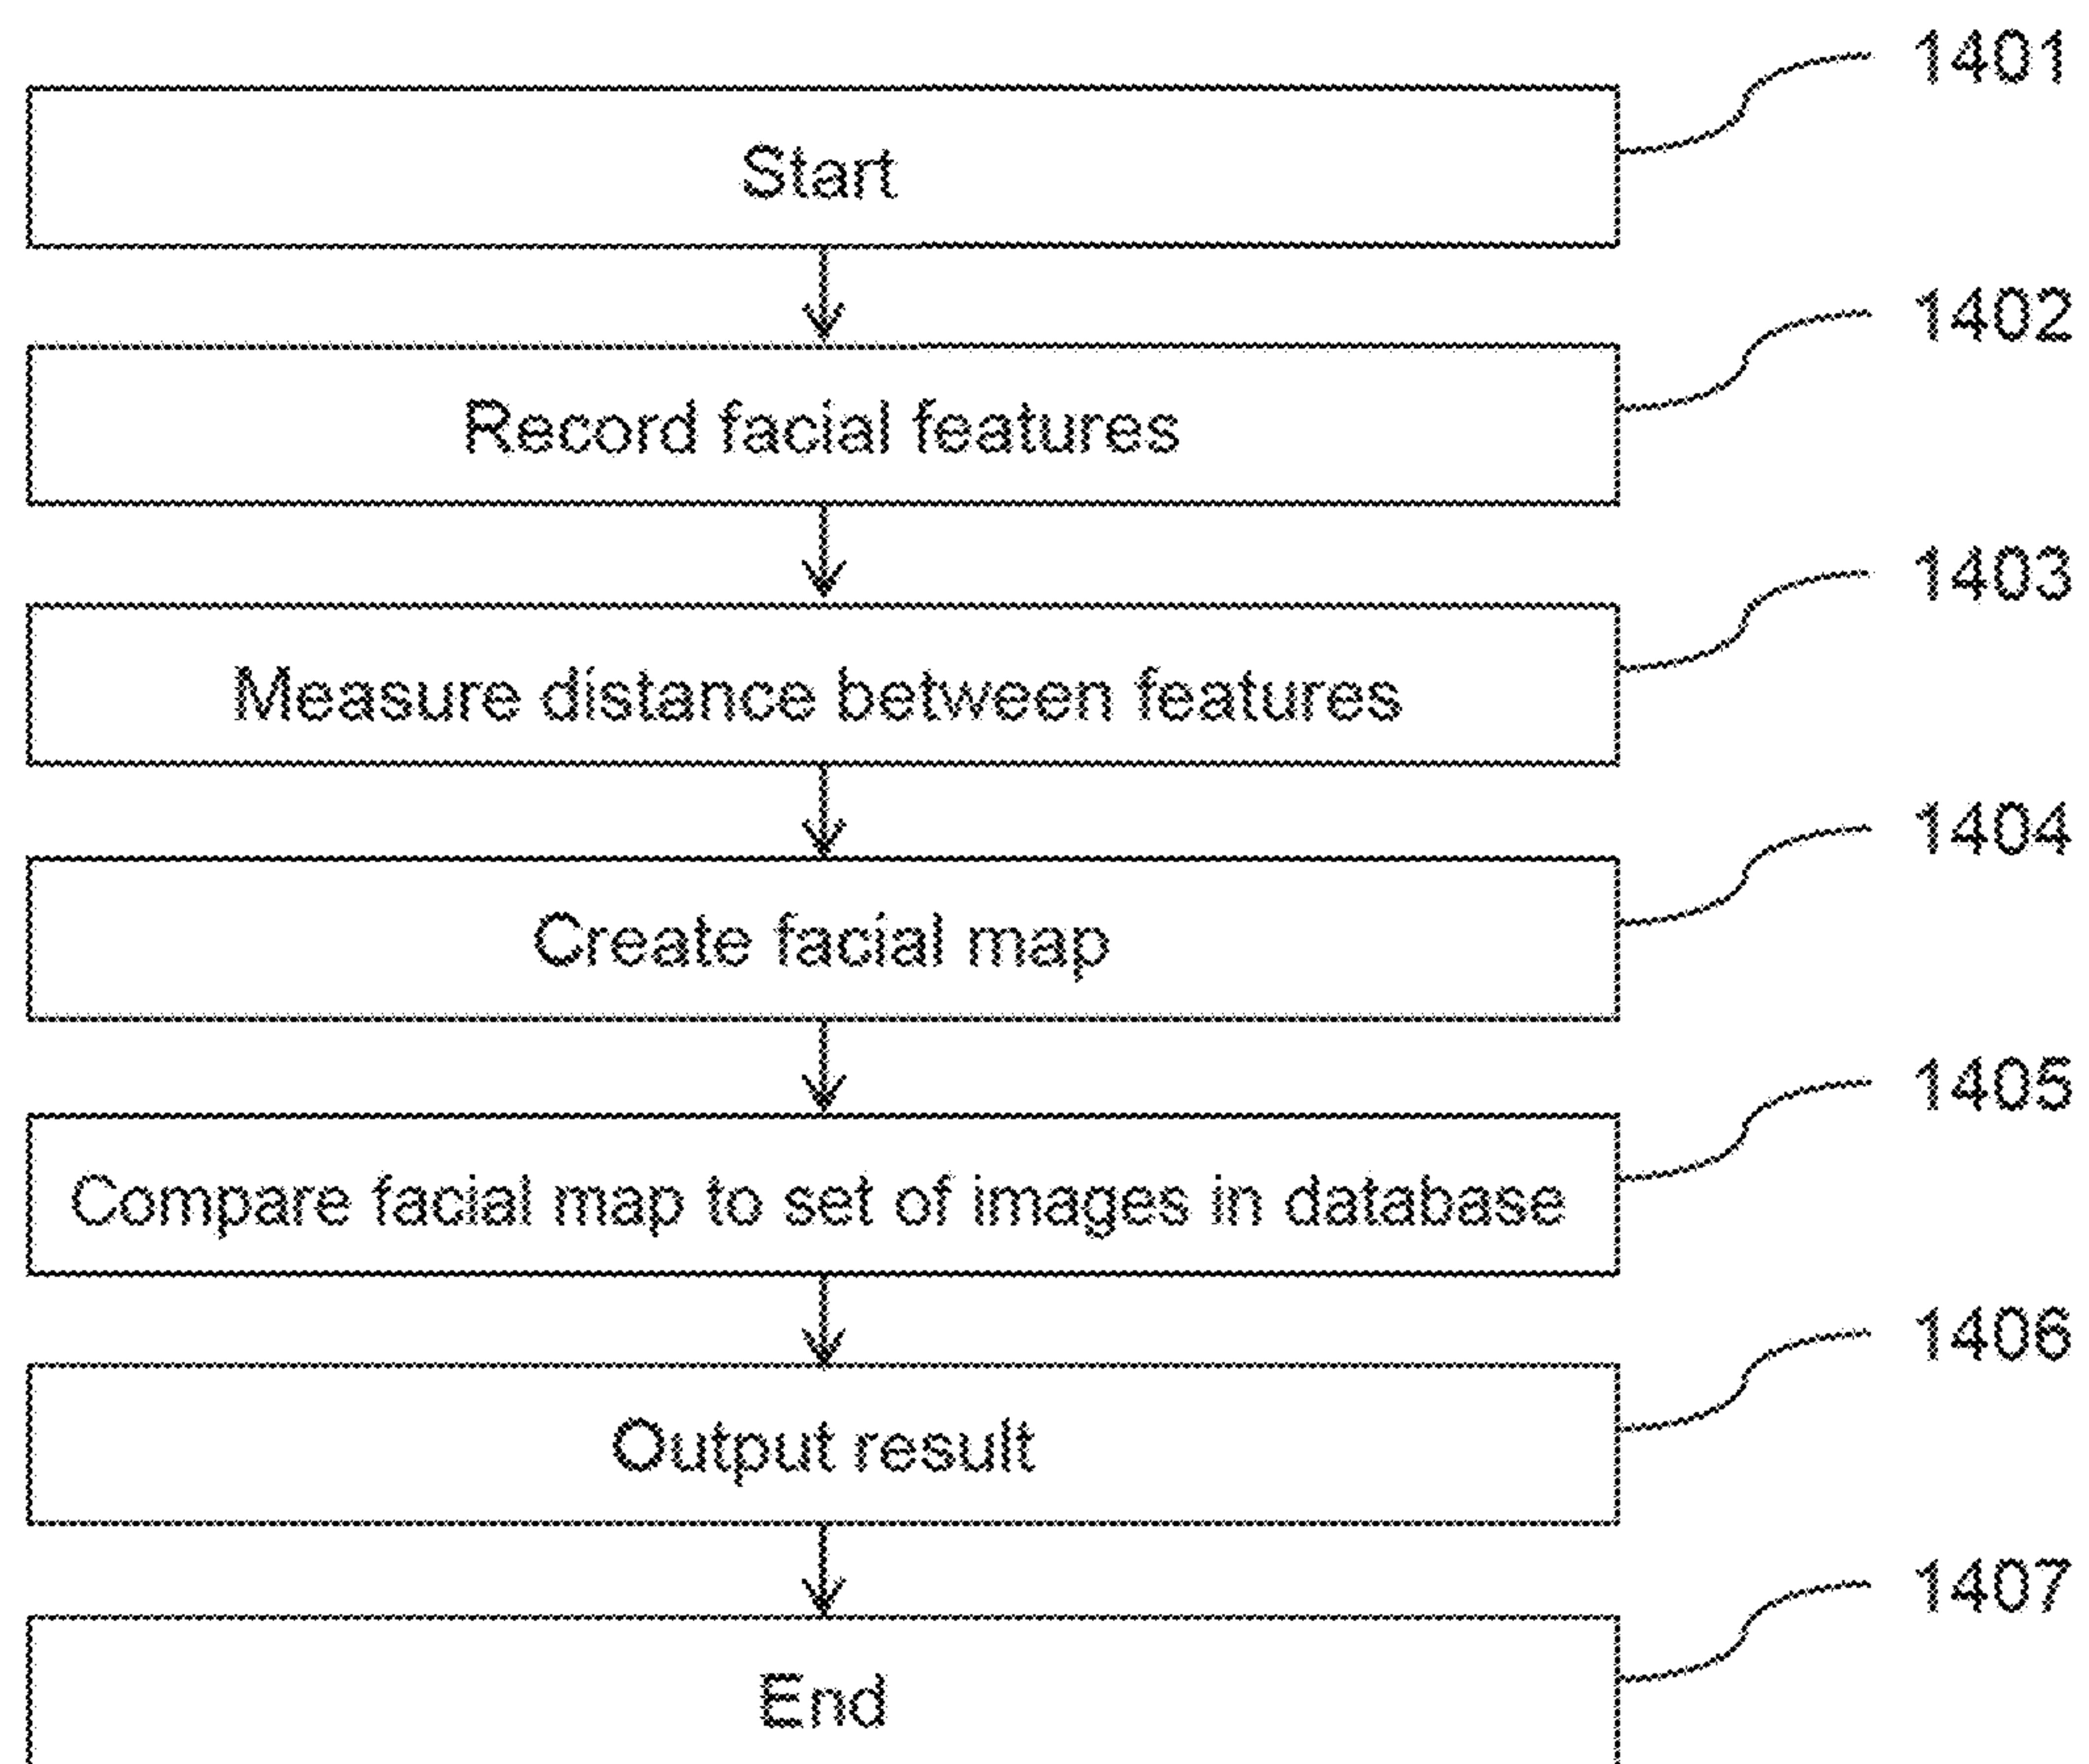 1401
Start
1402
Record facial features
1403
Measure distance between features
1404
Create facial map
1405
Compare facial map to set of images in database
1406
Output result
1407
End